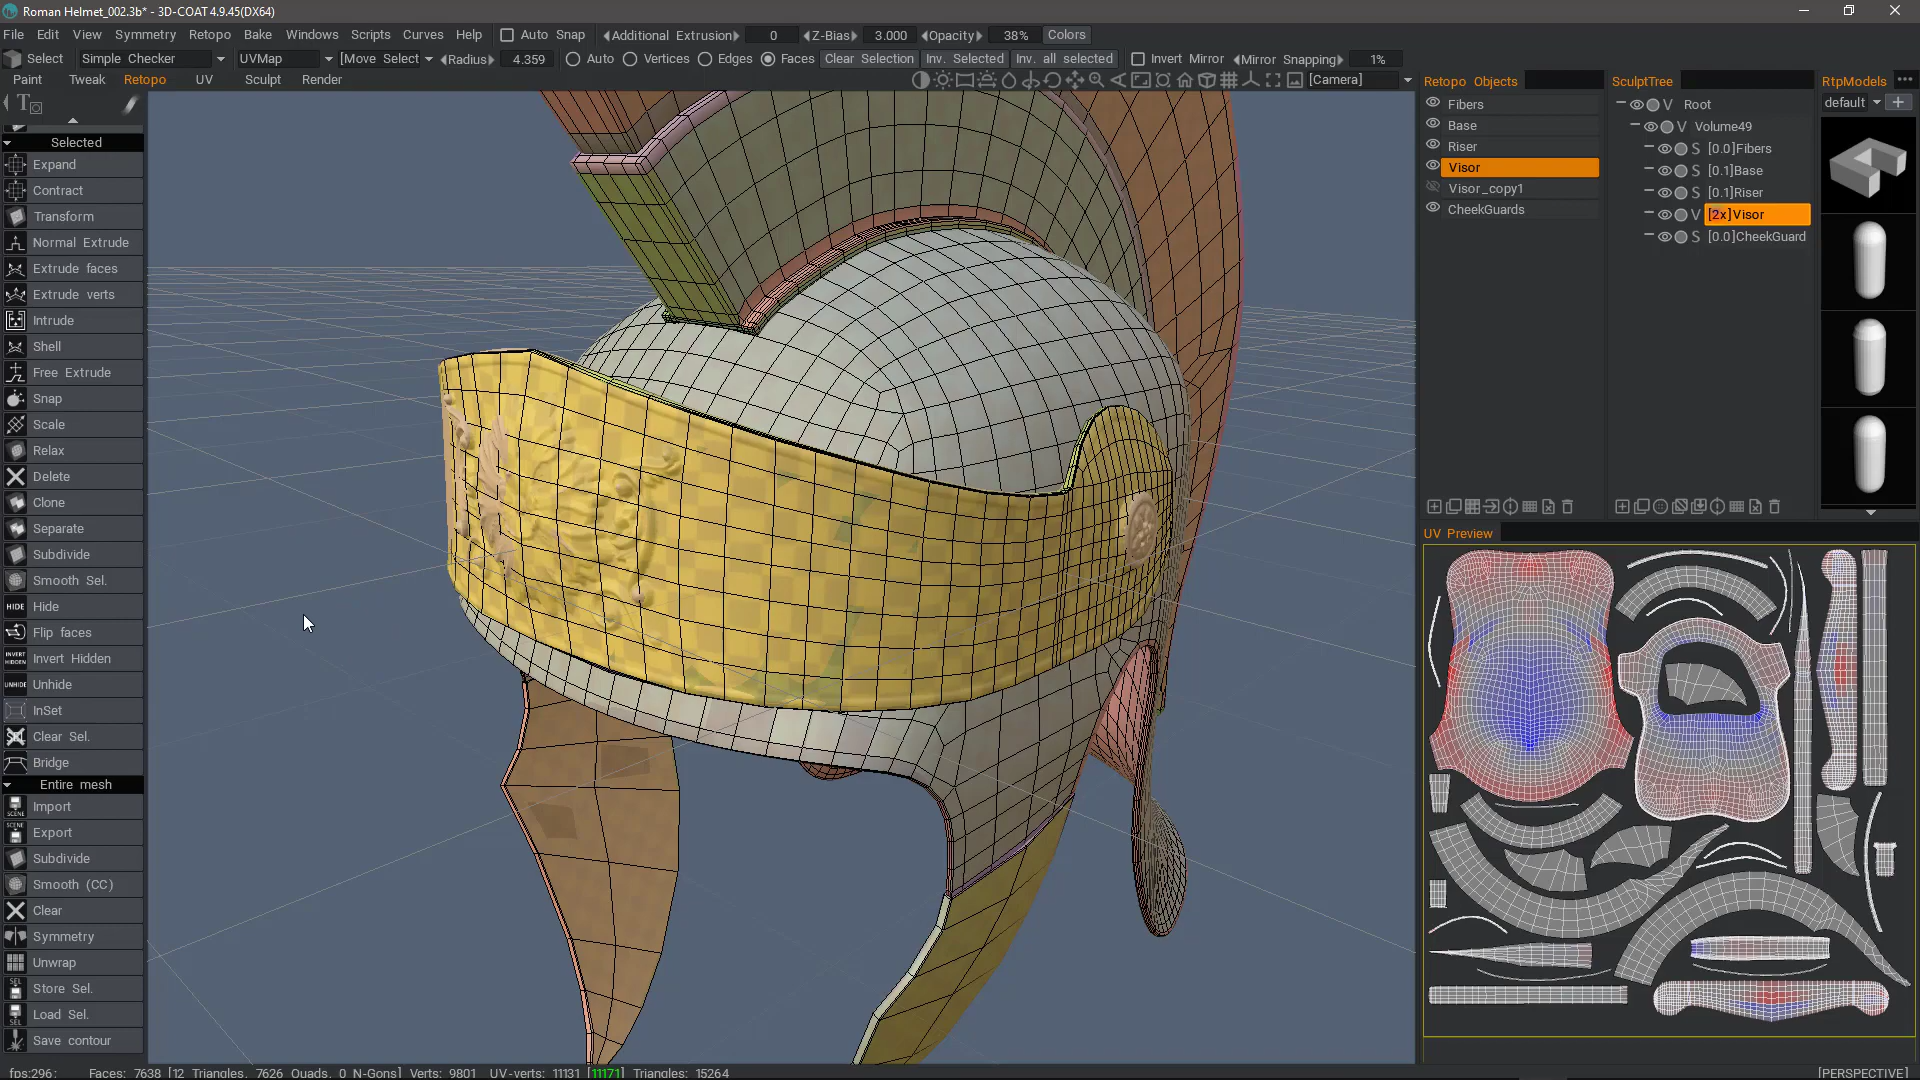 Roman Helmet_002.3b* - 3D-COAT 4.9.45(DX64)
File Edit View Symmetry Retopo Bake Windows Scripts Curves Help Auto Snap Additional Extrusion 0 Z-Bias 3.000 Opacity 38% Colors
Select Simple Checker UVMap [Move Select Radius 4.359 Auto Vertices Edges Faces Clear Selection Inv. Selected Inv. all selected Invert Mirror Mirror Snapping 1%
Paint Tweak Retopo UV Sculpt Render [Camera]
Selected
Expand
Contract
Transform
Normal Extrude
Extrude faces
Extrude verts
Intrude
Shell
Free Extrude
Snap
Scale
Relax
Delete
Clone
Separate
Subdivide
Smooth Sel.
HIDE Hide
Flip faces
INVERT HIDDEN Invert Hidden
UNHIDE Unhide
InSet
Clear Sel.
Bridge
Entire mesh
SCENE Import
SCENE Export
Subdivide
Smooth (CC)
Clear
Symmetry
Unwrap
SEL Store Sel.
SEL Load Sel.
Save contour
Retopo Objects
Fibers
Base
Riser
Visor
Visor_copy1
CheekGuards
SculptTree
V Root
V Volume49
S [0.0]Fibers
S [0.1]Base
S [0.1]Riser
V [2x]Visor
S [0.0]CheekGuard
RtpModels
default
UV Preview
fps:296; Faces: 7638 [12 Triangles, 7626 Quads, 0 N-Gons] Verts: 9801 UV-verts: 11131 [11171] Triangles: 15264
[PERSPECTIVE]